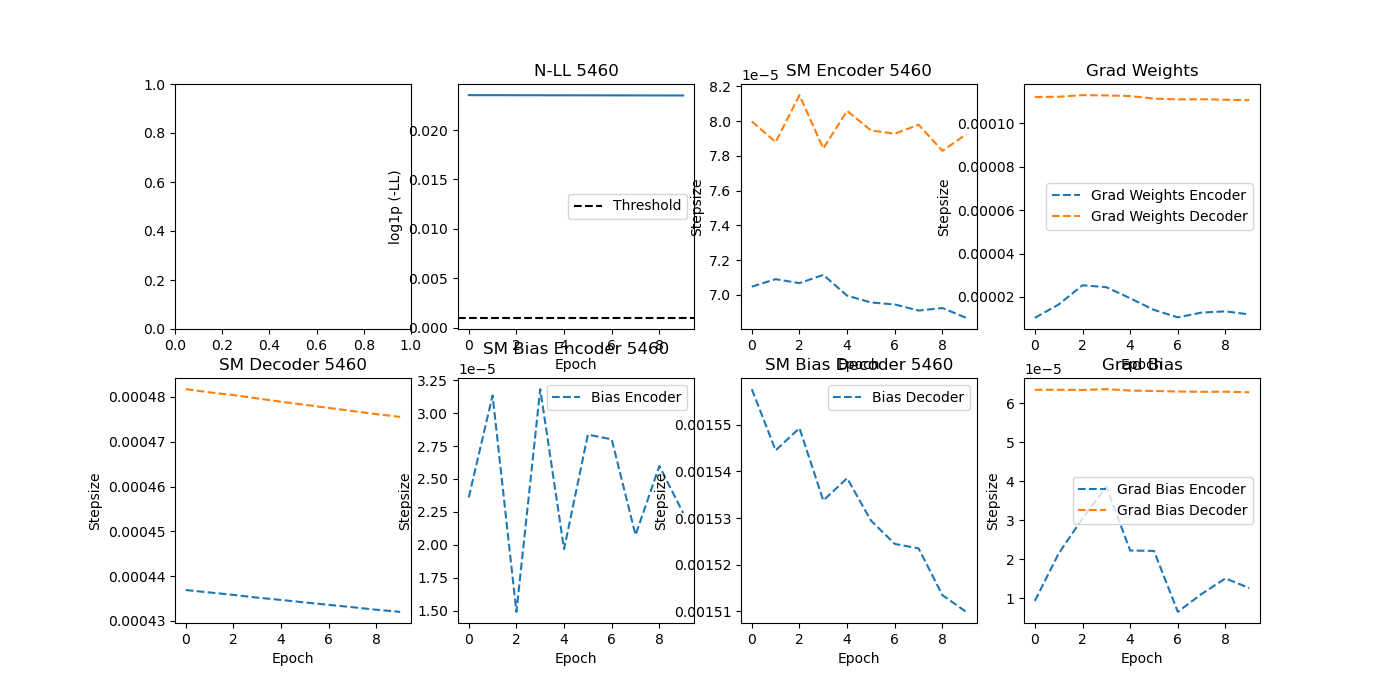 1.0
0.8
0.6
0.4
0.2
0.0
0.0 0.2 0.4 0.6 0.8 1.0
N-LL 5460
log1p (-LL)
0.020
0.015
0.010
0.005
0.000
Threshold
0 2 4 6 8
Epoch
1e−5
SM Encoder 5460
Stepsize
8.2
8.0
7.8
7.6
7.4
7.2
7.0
0 2 4 6 8
Epoch
Grad Weights
Stepsize
0.00010
0.00008
0.00006
0.00004
0.00002
Grad Weights Encoder
Grad Weights Decoder
0 2 4 6 8
Epoch
SM Decoder 5460
Stepsize
0.00048
0.00047
0.00046
0.00045
0.00044
0.00043
0 2 4 6 8
Epoch
SM Bias Encoder 5460
1e−5
Stepsize
3.25
3.00
2.75
2.50
2.25
2.00
1.75
1.50
Bias Encoder
0 2 4 6 8
Epoch
SM Bias Decoder 5460
Stepsize
0.00155
0.00154
0.00153
0.00152
0.00151
Bias Decoder
0 2 4 6 8
Epoch
Grad Bias
1e−5
Stepsize
6
5
4
3
2
1
Grad Bias Encoder
Grad Bias Decoder
0 2 4 6 8
Epoch